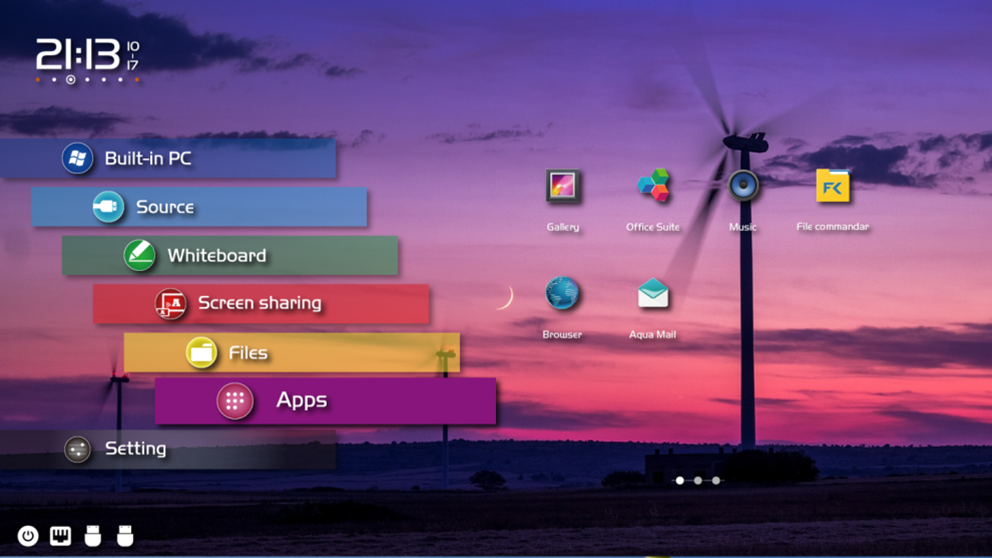 21:13 10
17
Built-in PC
Source
Whiteboard
Screen sharing
Files
Apps
Setting
Gallery
Office Suite
Music
FK
File commandar
Browser
Aqua Mail